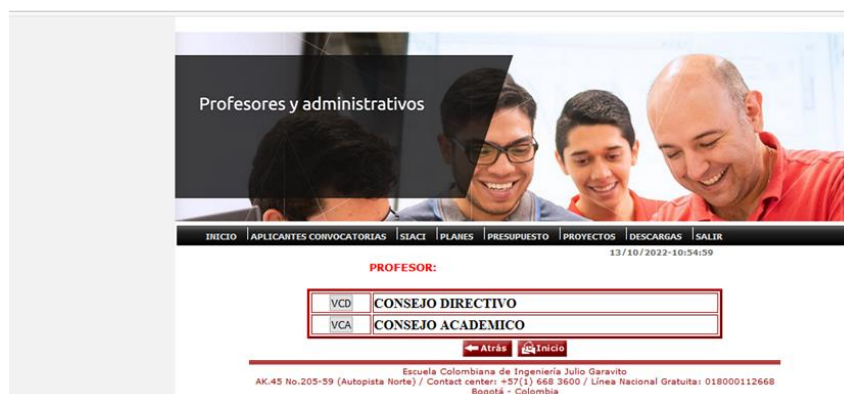 Profesores y administrativos
INICIO APLICANTES CONVOCATORIAS SIACI PLANES PRESUPUESTO PROYECTOS DESCARGAS SALIR
13/10/2022-10:54:59
PROFESOR:
VCD CONSEJO DIRECTIVO
VCA CONSEJO ACADEMICO
Atrás Inicio
Escuela Colombiana de Ingeniería Julio Garavito
AK.45 No.205-59 (Autopista Norte) / Contact center: +57(1) 668 3600 / Línea Nacional Gratuita: 018000112668
Bogotá - Colombia